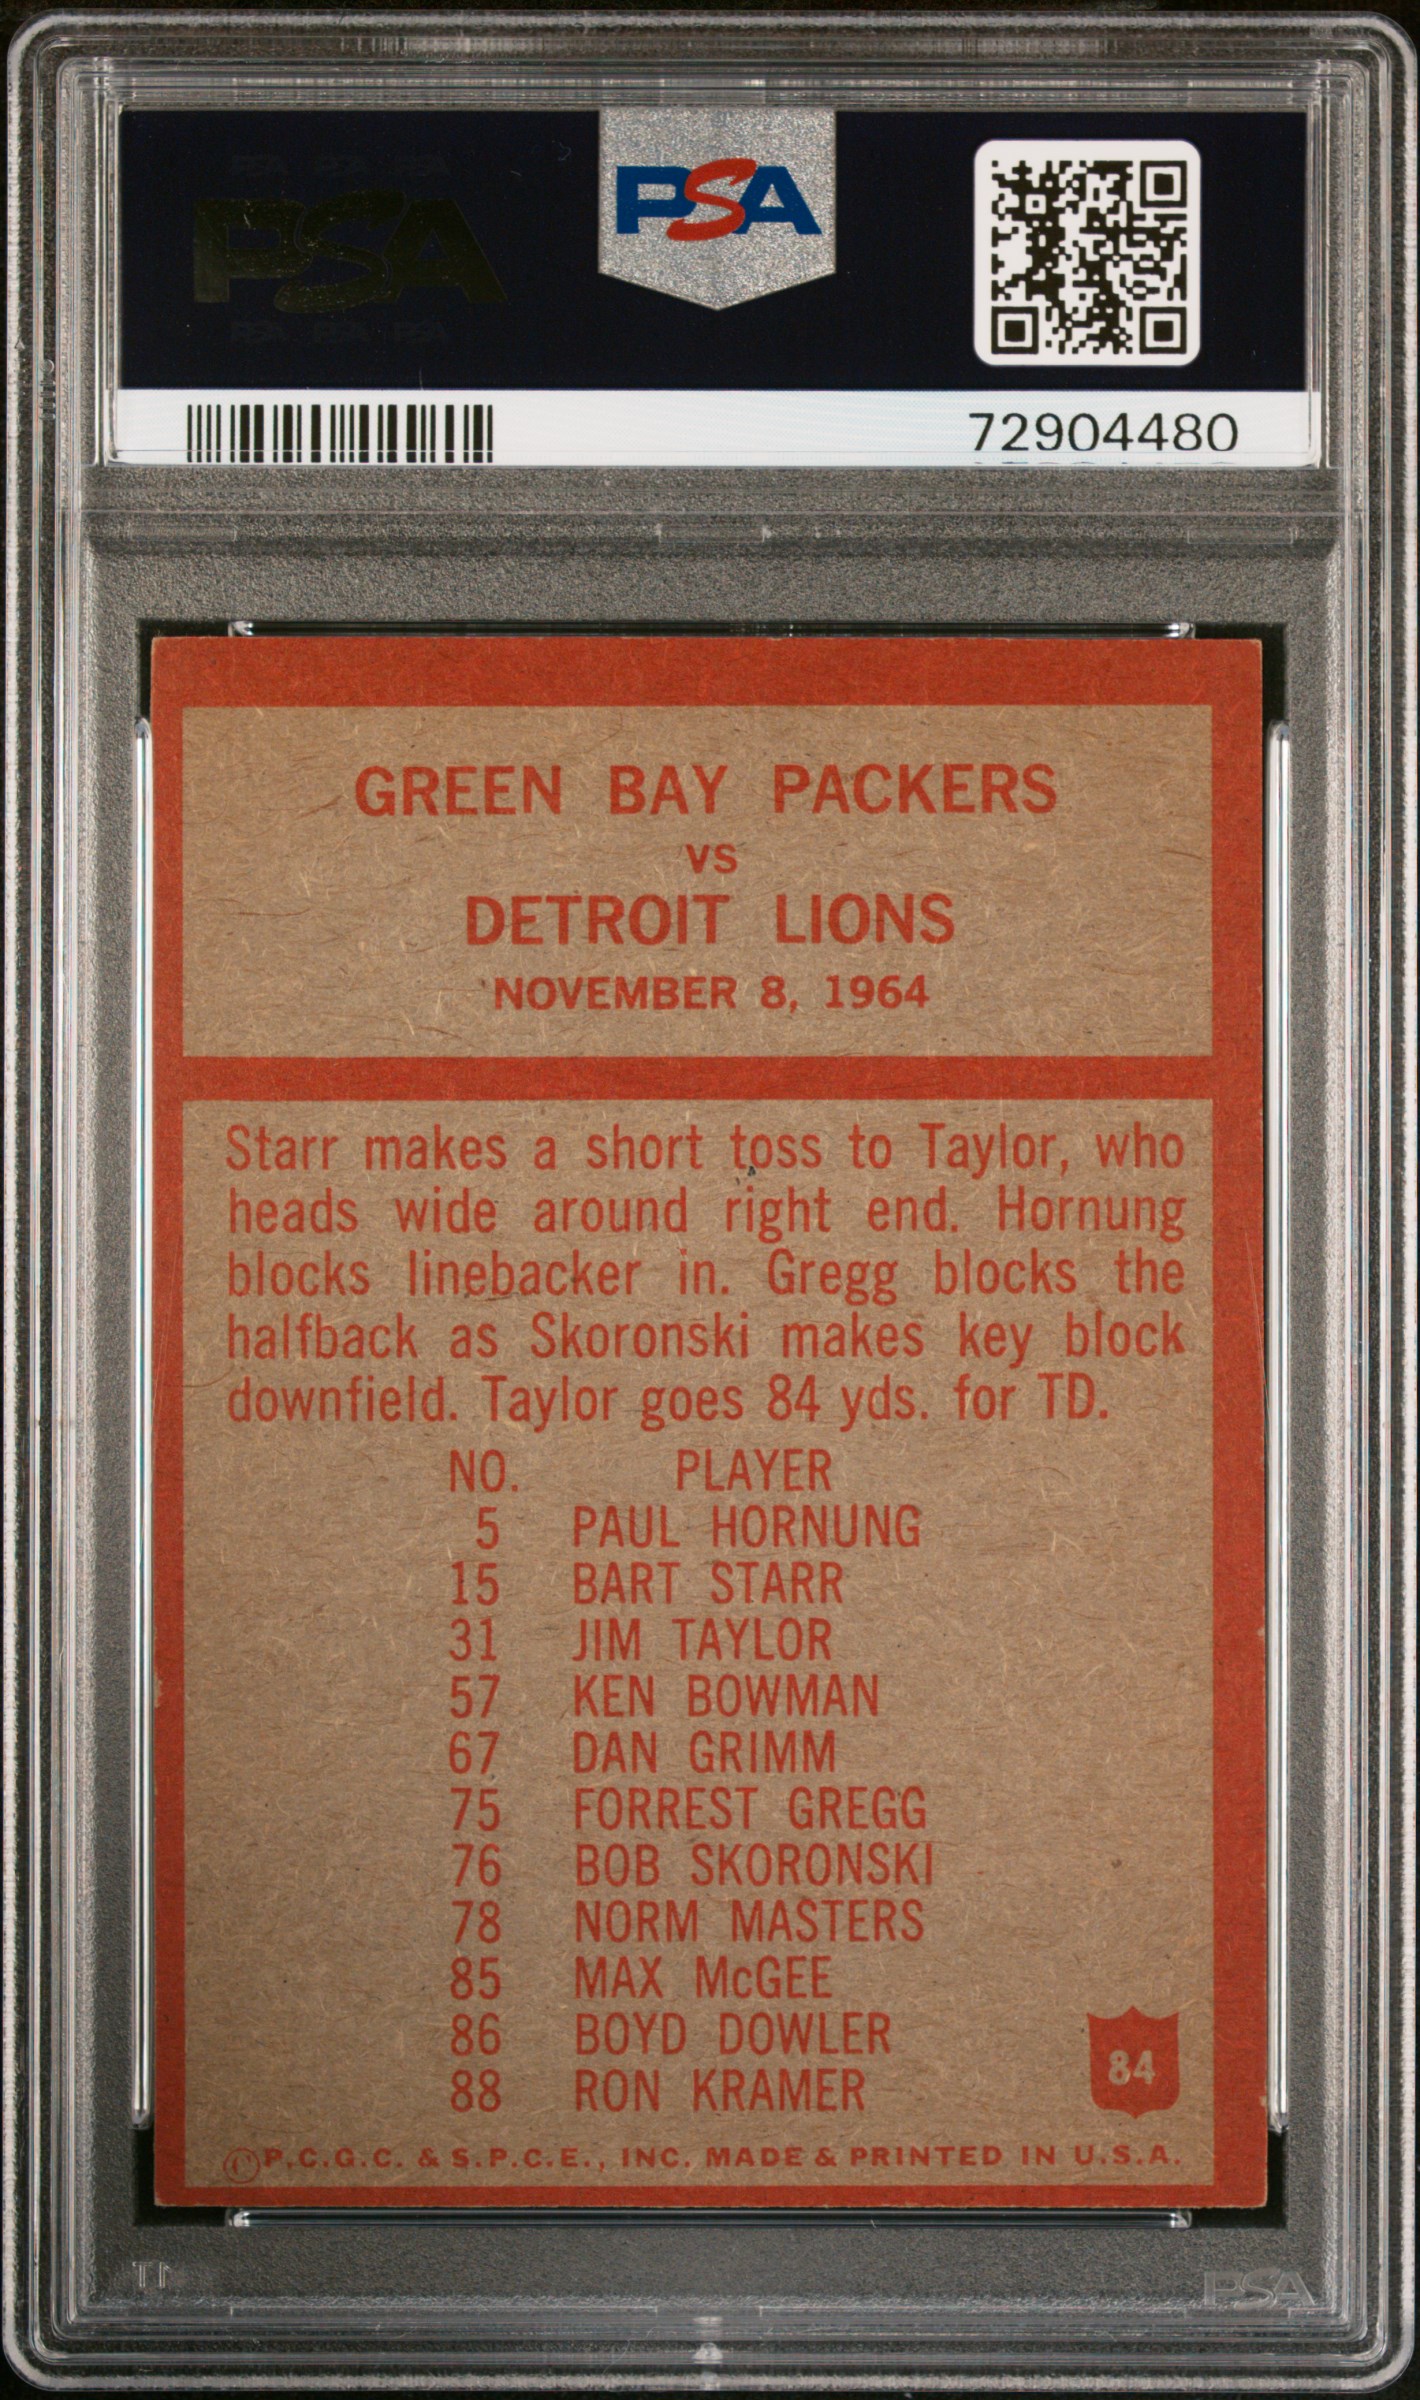 PSA
PSA
72904480
GREEN BAY PACKERS
VS
DETROIT LIONS
NOVEMBER 8, 1964
Starr makes a short toss to Taylor, who
heads wide around right end. Hornung
blocks linebacker in. Gregg blocks the
halfback as Skoronski makes key block
downfield. Taylor goes 84 yds. for TD.
NO. PLAYER
5 PAUL HORNUNG
15 BART STARR
31 JIM TAYLOR
57 KEN BOWMAN
67 DAN GRIMM
75 FORREST GREGG
76 BOB SKORONSKI
78 NORM MASTERS
85 MAX McGEE
86 BOYD DOWLER
88 RON KRAMER
84
©P.C.G.C. & S.P.C.E., INC. MADE & PRINTED IN U.S.A.
PSA